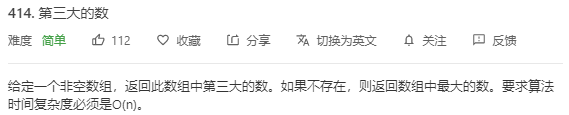 414. 第三大的数
难度 简单 112 收藏 分享 切换为英文 关注 反馈
给定一个非空数组，返回此数组中第三大的数。如果不存在，则返回数组中最大的数。要求算法
时间复杂度必须是O(n)。